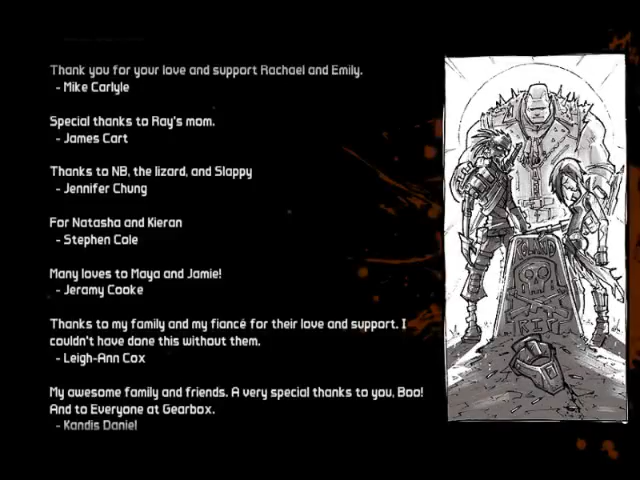 Thank you for your love and support Rachael and Emily.
- Mike Carlyle
Special thanks to Ray's mom.
- James Cart
Thanks to NB, the lizard, and Slappy
- Jennifer Chung
For Natasha and Kieran
- Stephen Cole
Many loves to Maya and Jamie!
- Jeramy Cooke
Thanks to my family and my fiancé for their love and support. I
couldn't have done this without them.
- Leigh-Ann Cox
My awesome family and friends. A very special thanks to you, Boo!
And to Everyone at Gearbox.
- Kandis Daniel
R.I.P.